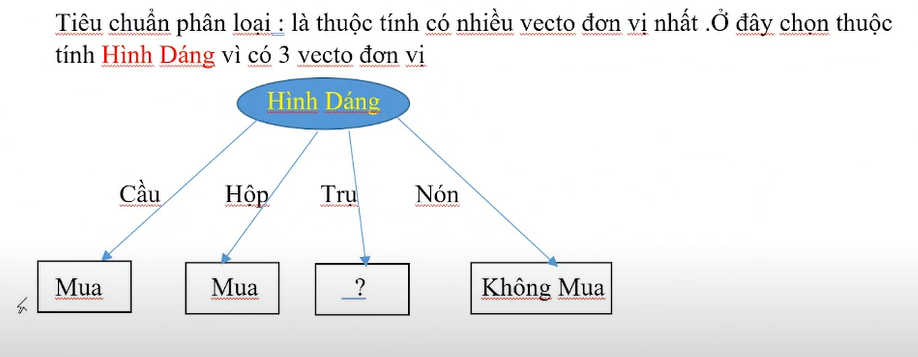 Tiêu chuẩn phân loại : là thuộc tính có nhiều vecto đơn vị nhất .Ở đây chọn thuộc
tính Hình Dáng vì có 3 vecto đơn vị
Hình Dáng
Cầu Hộp Trụ Nón
Mua Mua ? Không Mua